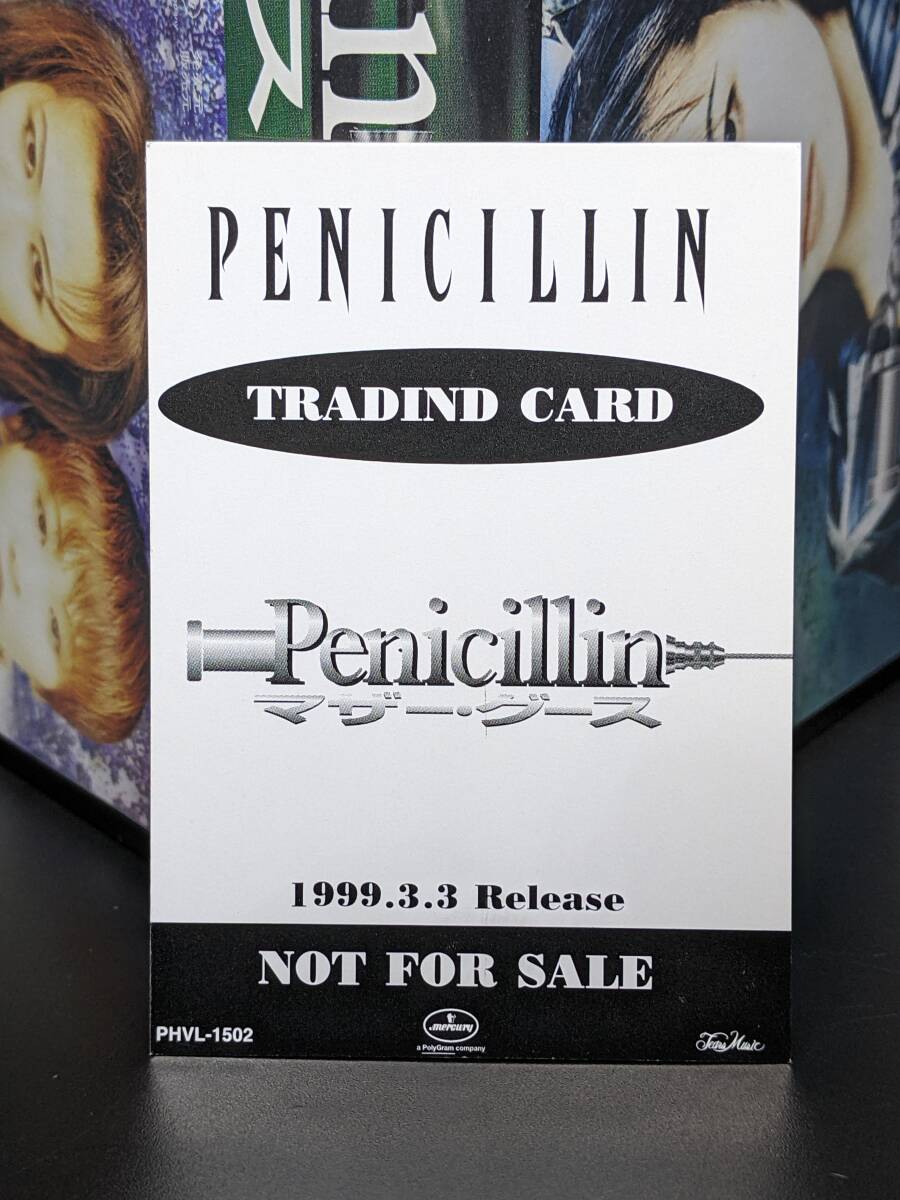 n
ス
PENICILLIN
TRADIND CARD
Penicillin
マザー・グース
1999.3.3 Release
NOT FOR SALE
PHVL-1502
mercury
a PolyGram company
Tears Music